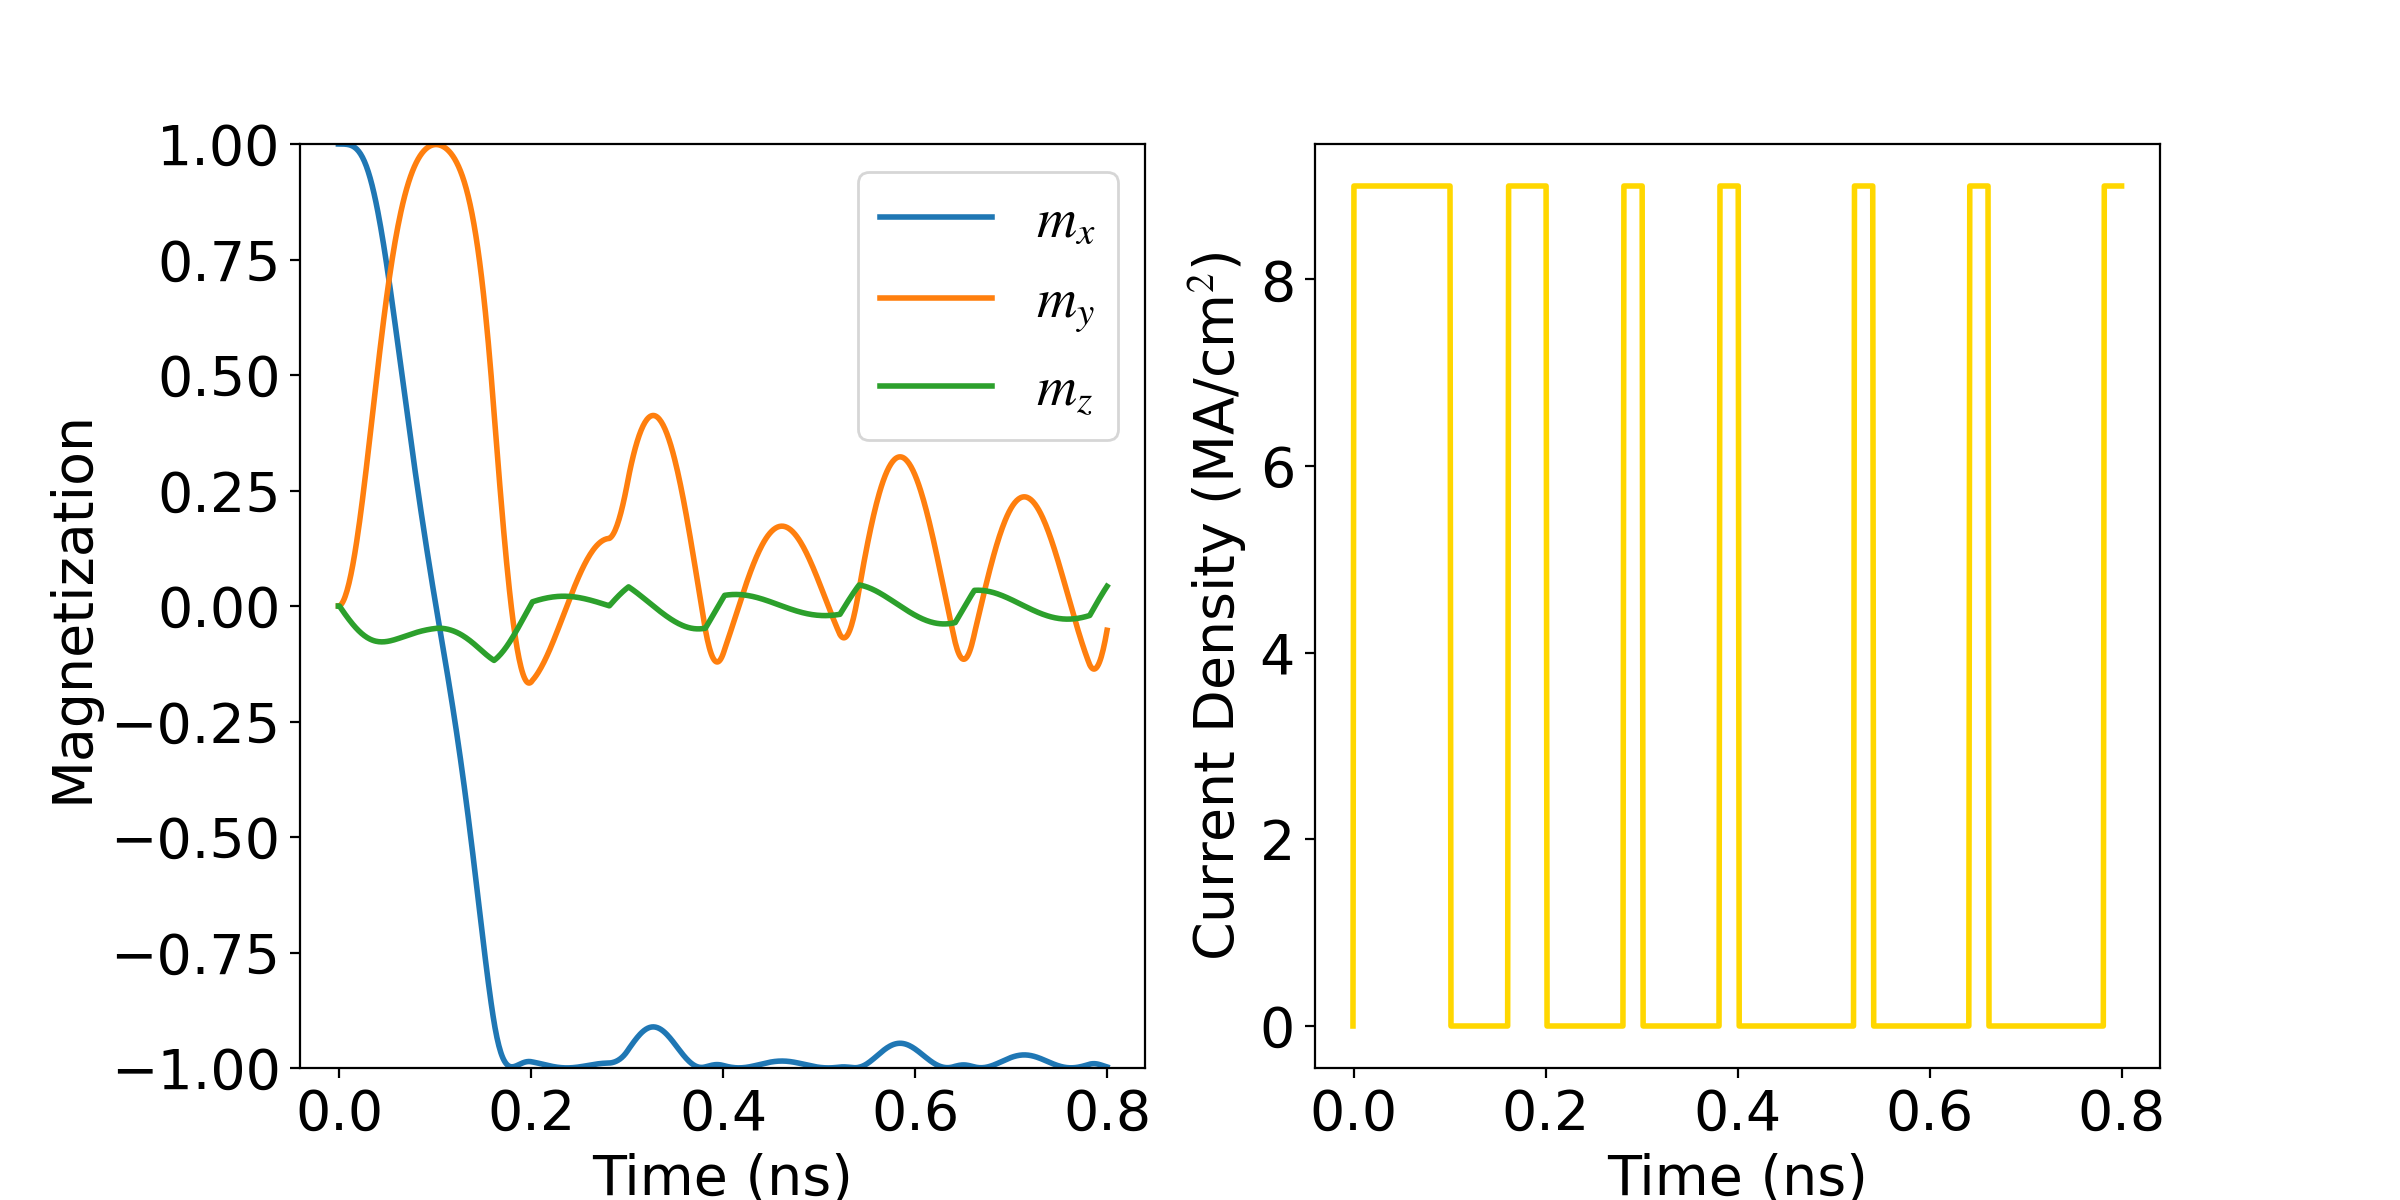 Magnetization
1.00
0.75
0.50
0.25
0.00
−0.25
−0.50
−0.75
−1.00
0.0 0.2 0.4 0.6 0.8
Time (ns)
m_x
m_y
m_z
Current Density (MA/cm²)
8
6
4
2
0
0.0 0.2 0.4 0.6 0.8
Time (ns)